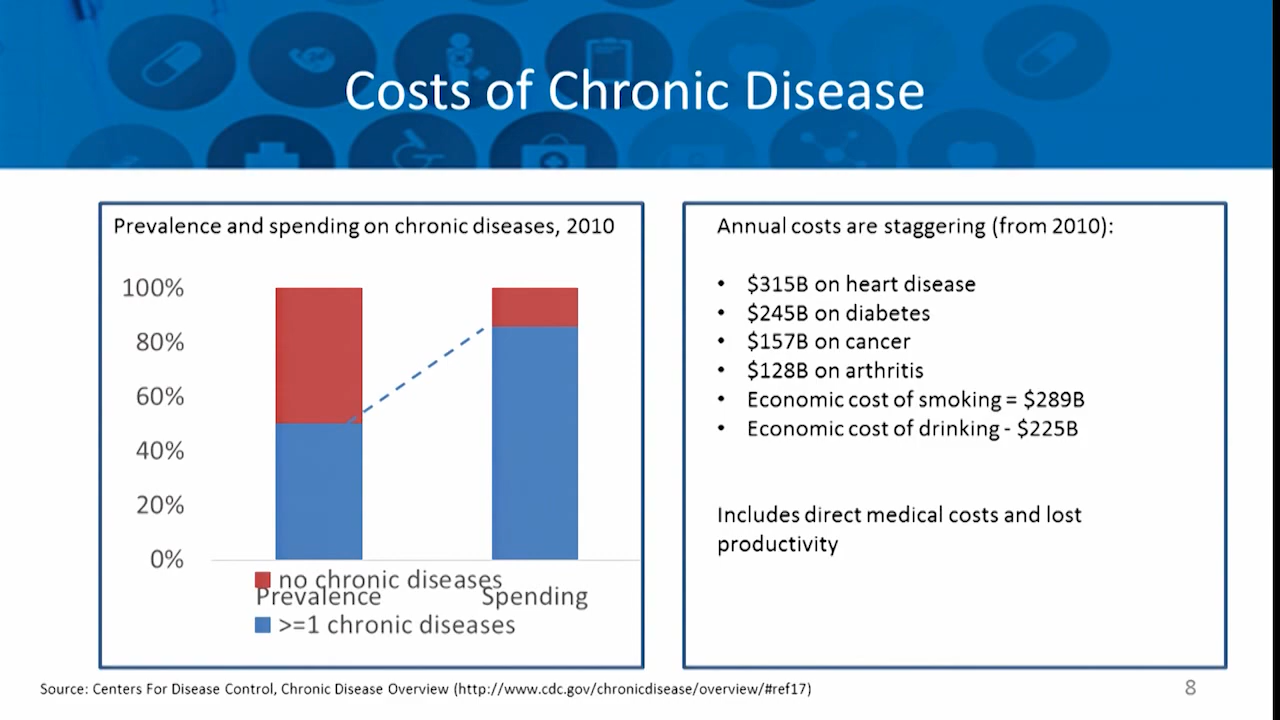 Costs of Chronic Disease
Prevalence and spending on chronic diseases, 2010
100%
80%
60%
40%
20%
0%
no chronic diseases
Prevalence
Spending
>=1 chronic diseases
Annual costs are staggering (from 2010):
• $315B on heart disease
• $245B on diabetes
• $157B on cancer
• $128B on arthritis
• Economic cost of smoking = $289B
• Economic cost of drinking - $225B
Includes direct medical costs and lost
productivity
Source: Centers For Disease Control, Chronic Disease Overview (http://www.cdc.gov/chronicdisease/overview/#ref17)
8